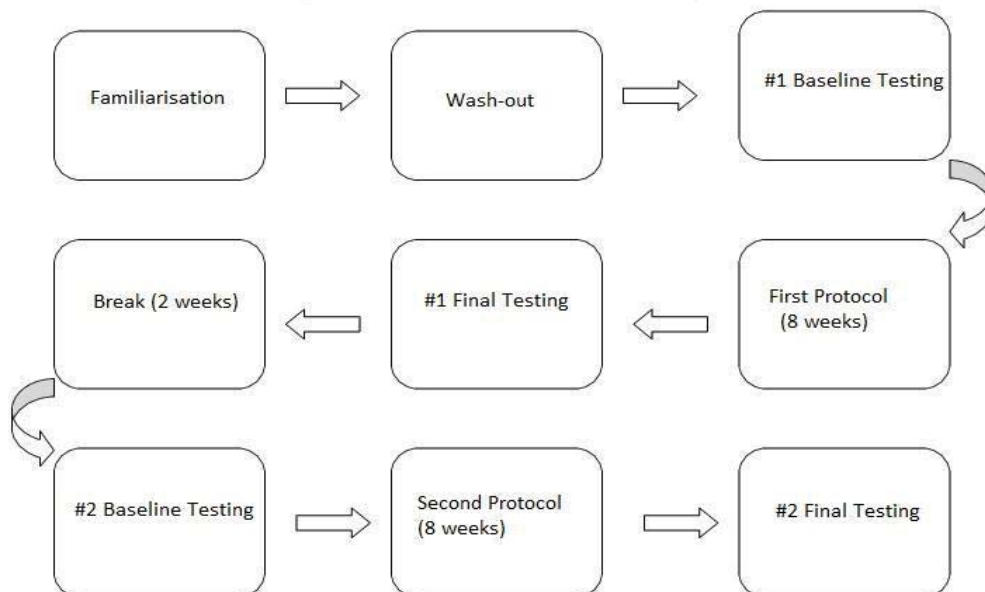 Familiarisation
Wash-out
#1 Baseline Testing
First Protocol
(8 weeks)
#1 Final Testing
Break (2 weeks)
#2 Baseline Testing
Second Protocol
(8 weeks)
#2 Final Testing